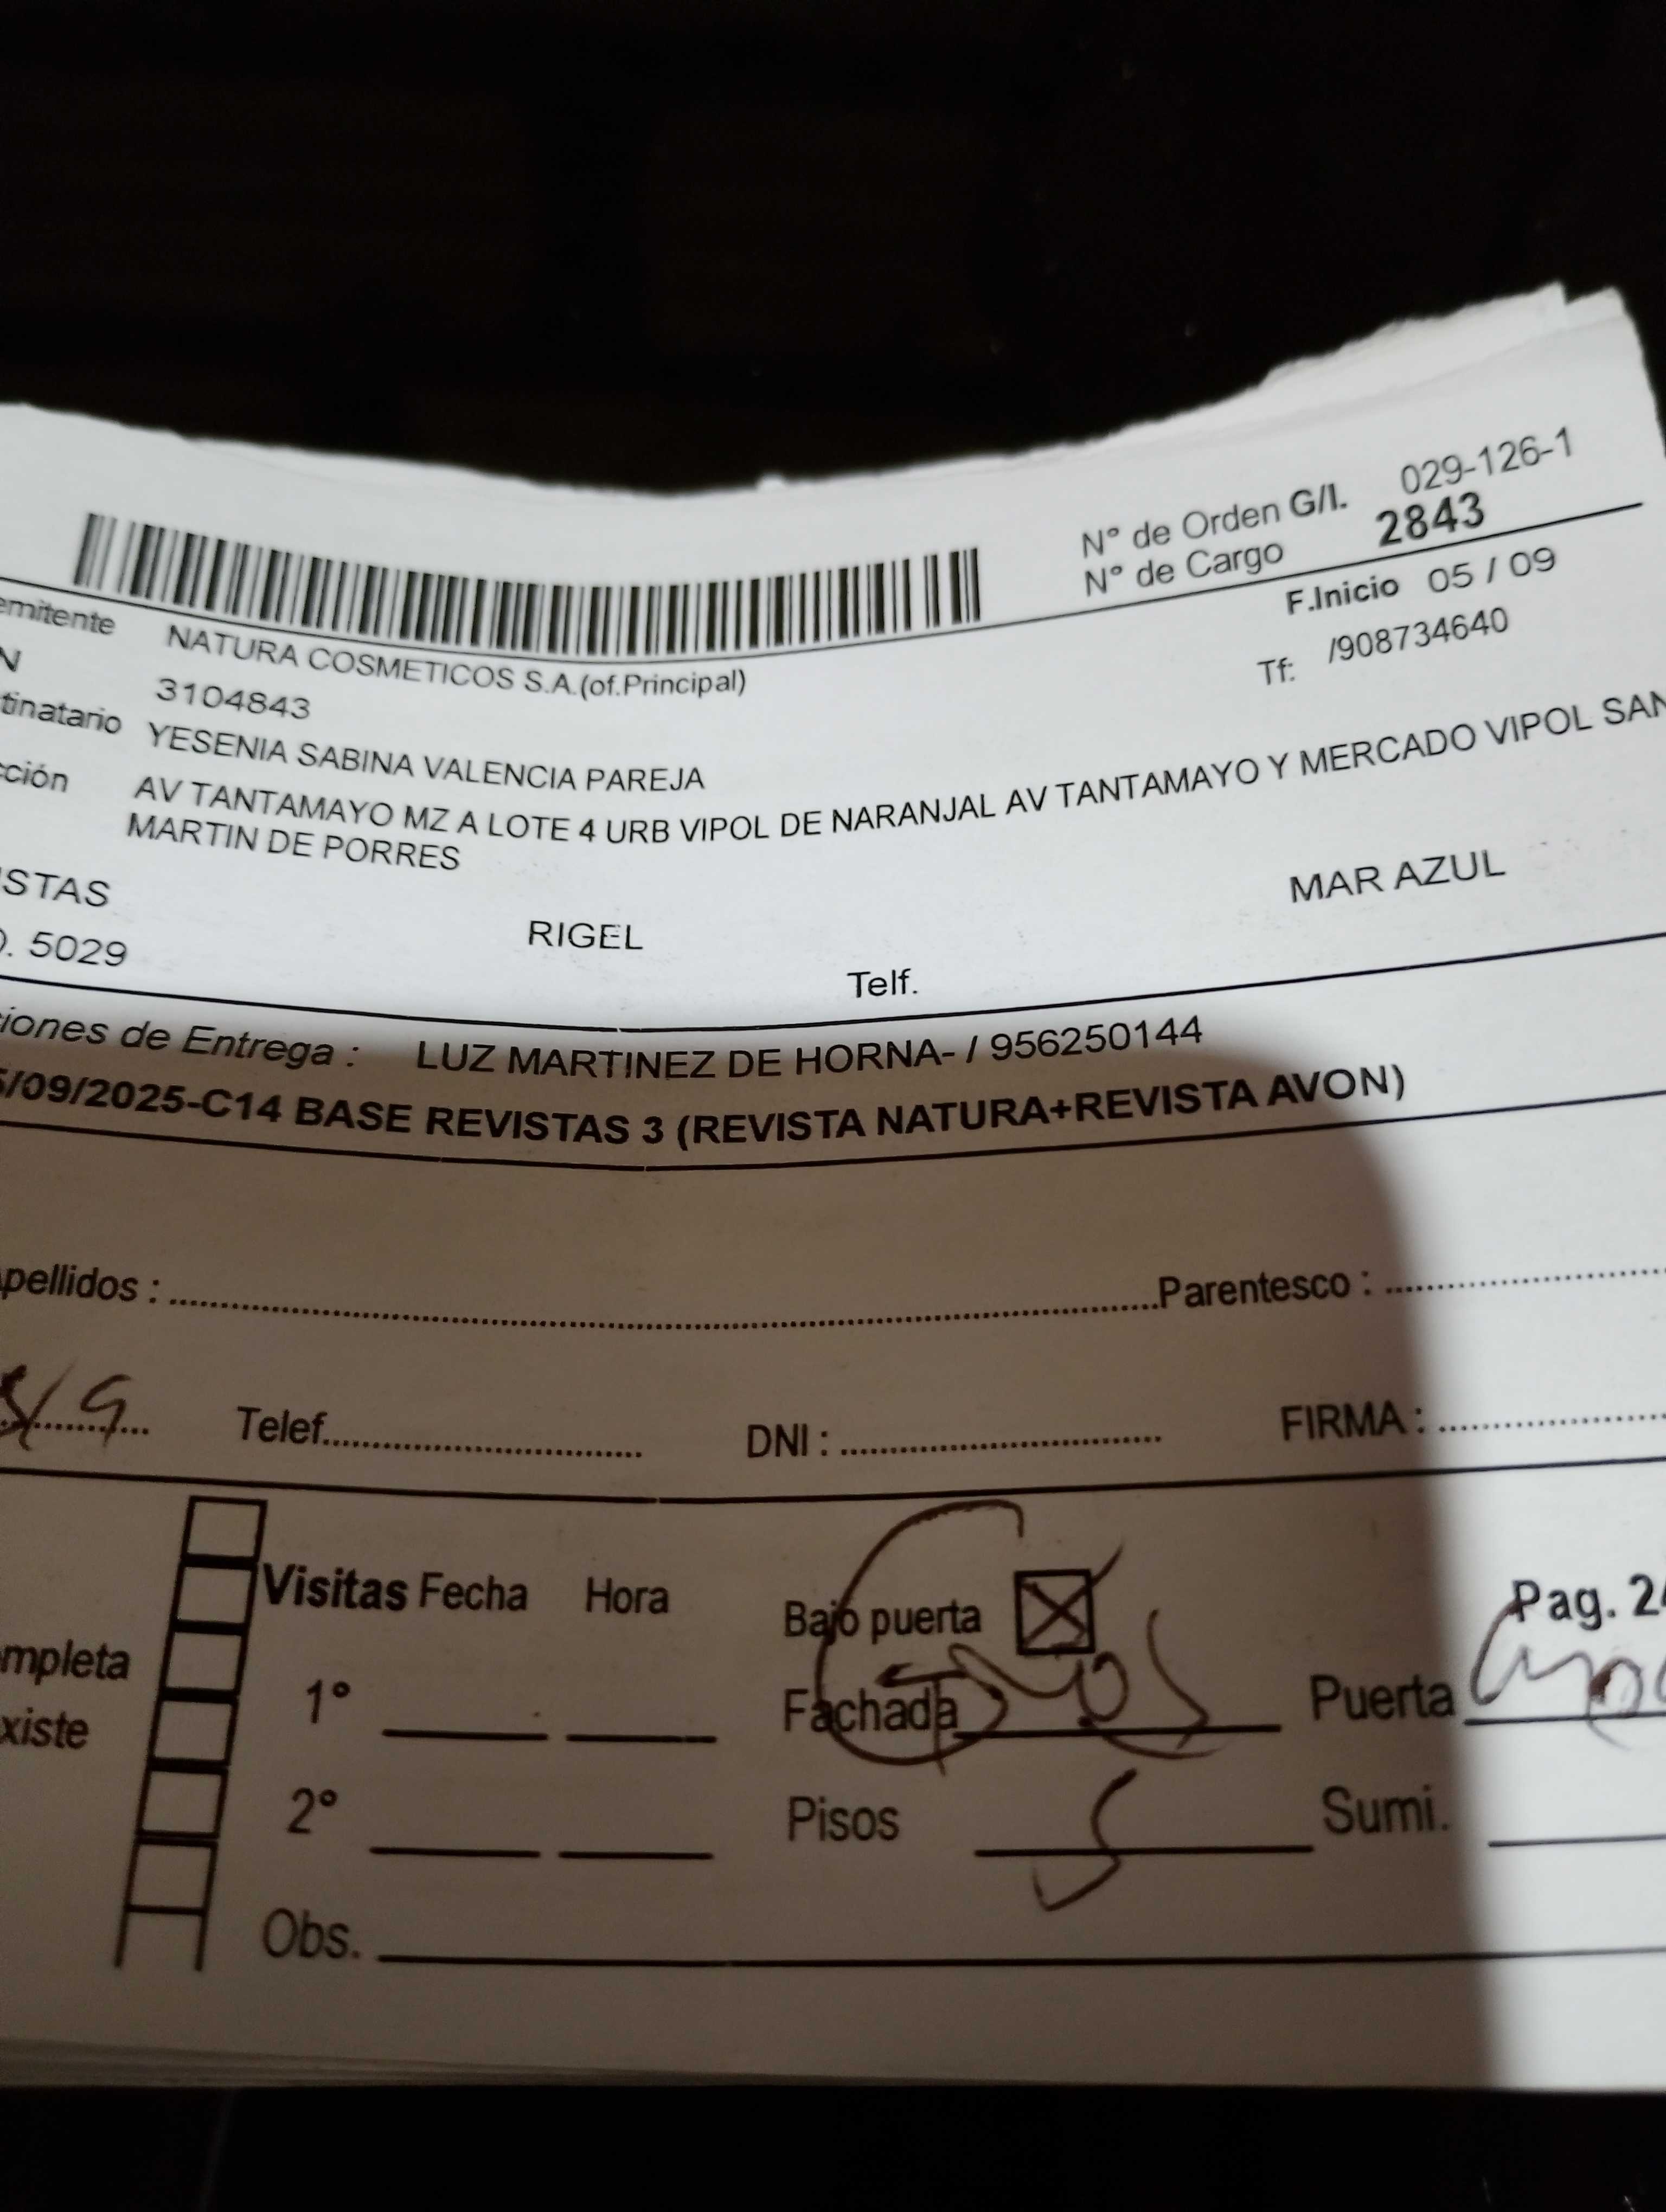 N° de Orden G/I. 029-126-1
N° de Cargo 2843
F.Inicio 05 / 09
emitente NATURA COSMETICOS S.A.(of.Principal)
Tf: /908734640
N 3104843
tinatario YESENIA SABINA VALENCIA PAREJA
cción AV TANTAMAYO MZ A LOTE 4 URB VIPOL DE NARANJAL AV TANTAMAYO Y MERCADO VIPOL SAN
MARTIN DE PORRES
ISTAS RIGEL MAR AZUL
). 5029 Telf.
iones de Entrega : LUZ MARTINEZ DE HORNA- / 956250144
5/09/2025-C14 BASE REVISTAS 3 (REVISTA NATURA+REVISTA AVON)
pellidos : Parentesco :
/9 Telef. DNI : FIRMA :
Visitas Fecha Hora Bajo puerta Pag. 2
mpleta 1° Fachada Puerta
xiste
2° Pisos 5 Sumi.
Obs.